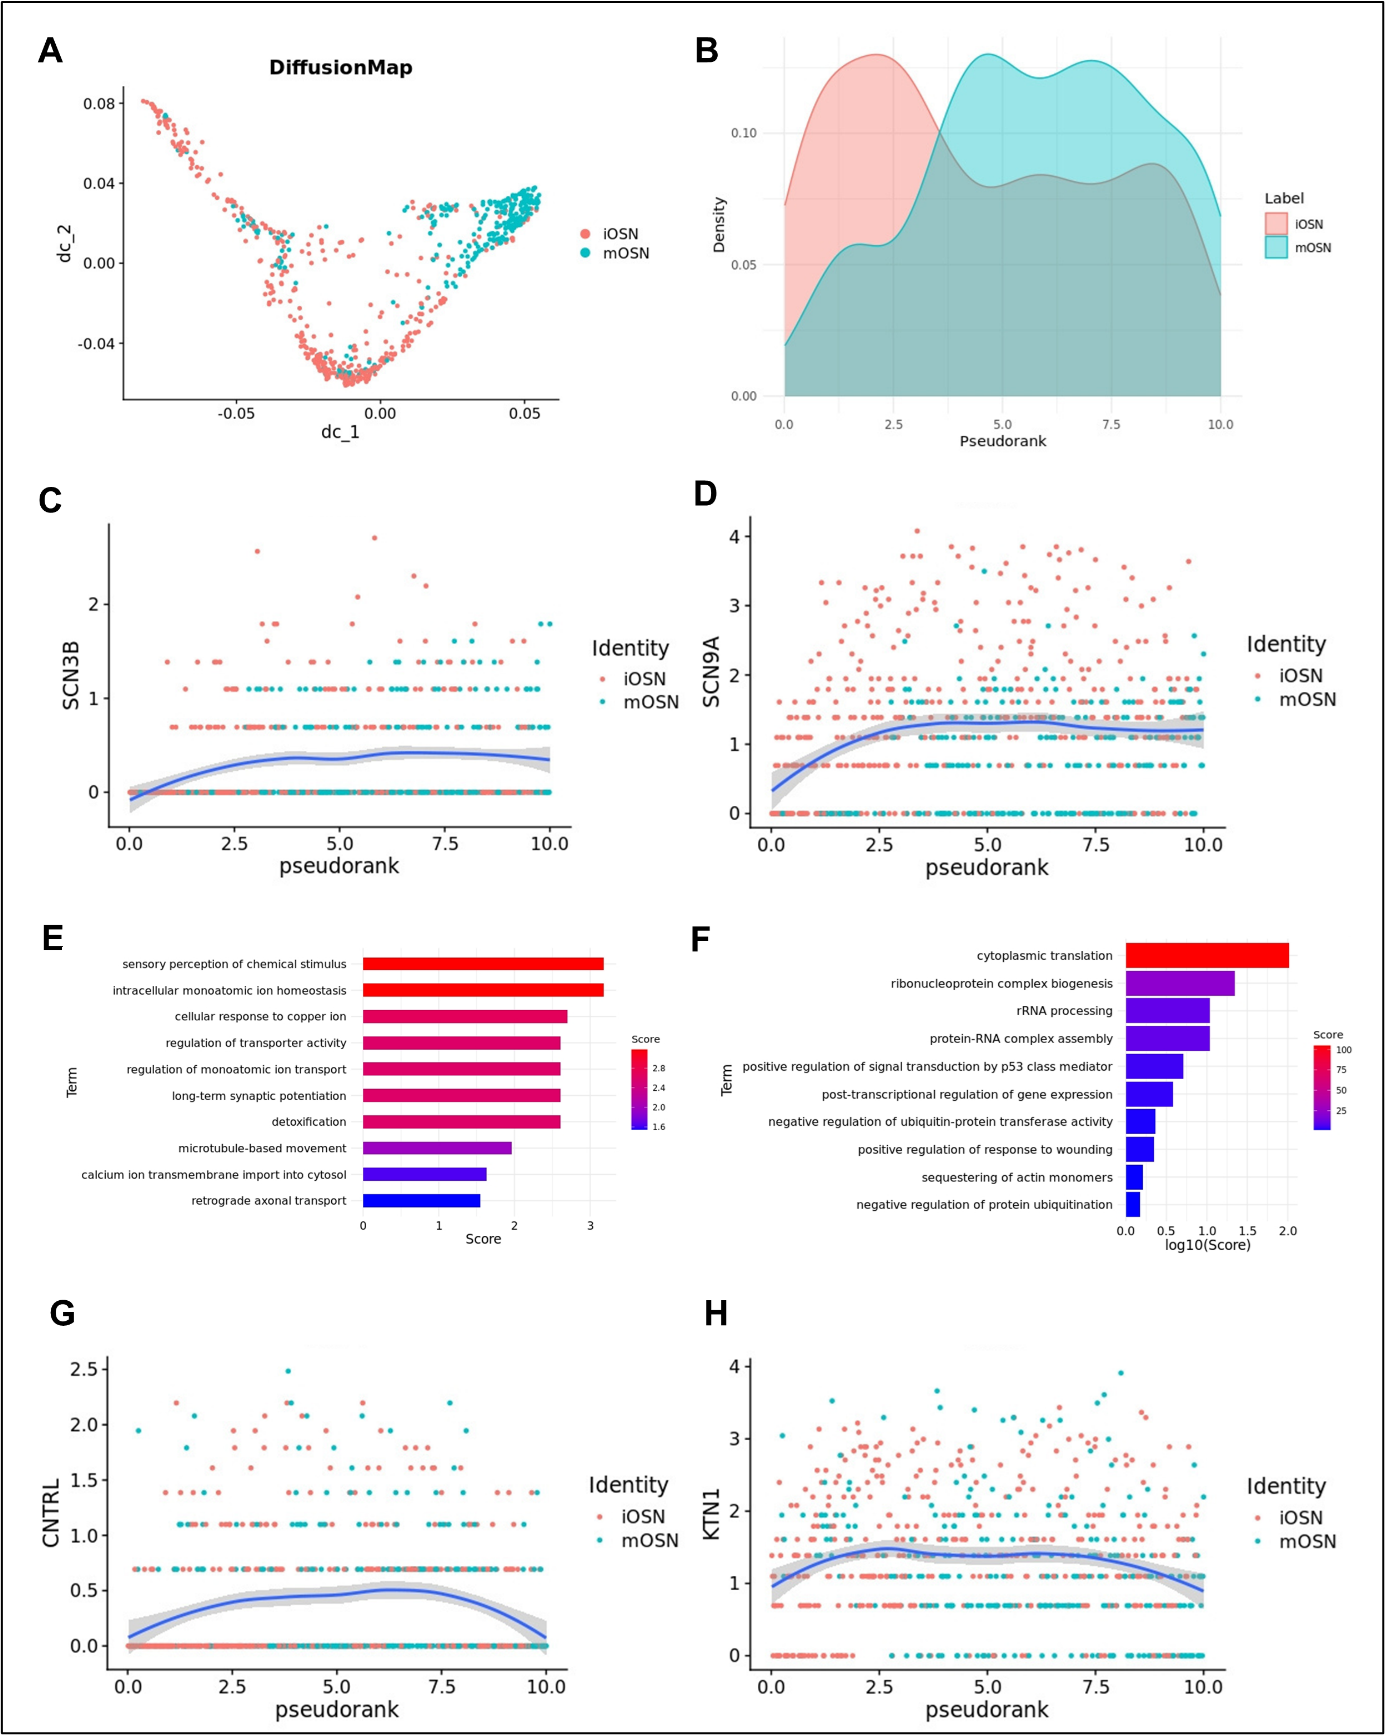 A
DiffusionMap
0.08
0.04
0.00
-0.04
dc_2
-0.05
0.00
0.05
dc_1
iOSN
mOSN
B
0.10
0.05
0.00
Density
0.0
2.5
5.0
7.5
10.0
Pseudorank
Label
iOSN
mOSN
C
2
1
0
SCN3B
0.0
2.5
5.0
7.5
10.0
pseudorank
Identity
iOSN
mOSN
D
4
3
2
1
0
SCN9A
0.0
2.5
5.0
7.5
10.0
pseudorank
Identity
iOSN
mOSN
E
Term
sensory perception of chemical stimulus
intracellular monoatomic ion homeostasis
cellular response to copper ion
regulation of transporter activity
regulation of monoatomic ion transport
long-term synaptic potentiation
detoxification
microtubule-based movement
calcium ion transmembrane import into cytosol
retrograde axonal transport
0
1
2
3
Score
Score
2.8
2.4
2.0
1.6
F
Term
cytoplasmic translation
ribonucleoprotein complex biogenesis
rRNA processing
protein-RNA complex assembly
positive regulation of signal transduction by p53 class mediator
post-transcriptional regulation of gene expression
negative regulation of ubiquitin-protein transferase activity
positive regulation of response to wounding
sequestering of actin monomers
negative regulation of protein ubiquitination
0.0
0.5
1.0
1.5
2.0
log10(Score)
Score
100
75
50
25
G
2.5
2.0
1.5
1.0
0.5
0.0
CNTRL
0.0
2.5
5.0
7.5
10.0
pseudorank
Identity
iOSN
mOSN
H
4
3
2
1
0
KTN1
0.0
2.5
5.0
7.5
10.0
pseudorank
Identity
iOSN
mOSN